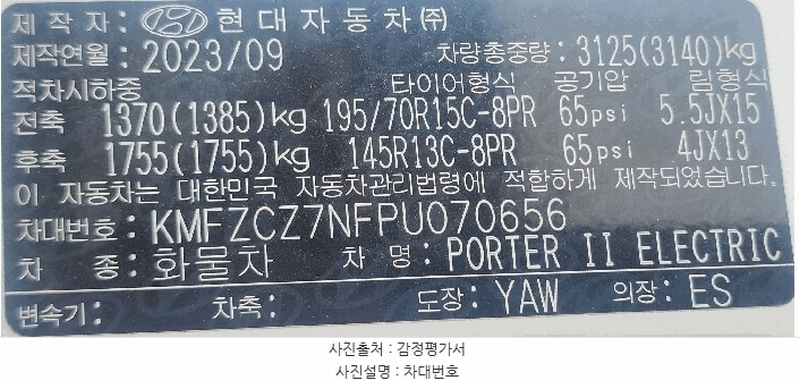 제 작 자 : 현대자동차㈜
제작연월 : 2023/09 차량총중량 : 3125(3140)kg
적차시하중 타이어형식 공기압 림형식
전축 1370(1385)kg 195/70R15C-8PR 65psi 5.5JX15
후축 1755(1755)kg 145R13C-8PR 65psi 4JX13
이 자동차는 대한민국 자동차관리법령에 적합하게 제작되었습니다.
차대번호 : KMFZCZ7NFPU070656
차 종 : 화물차 차 명 : PORTER II ELECTRIC
변속기 : 차축 : 도장 : YAW 의장 : ES
사진출처 : 감정평가서
사진설명 : 차대번호